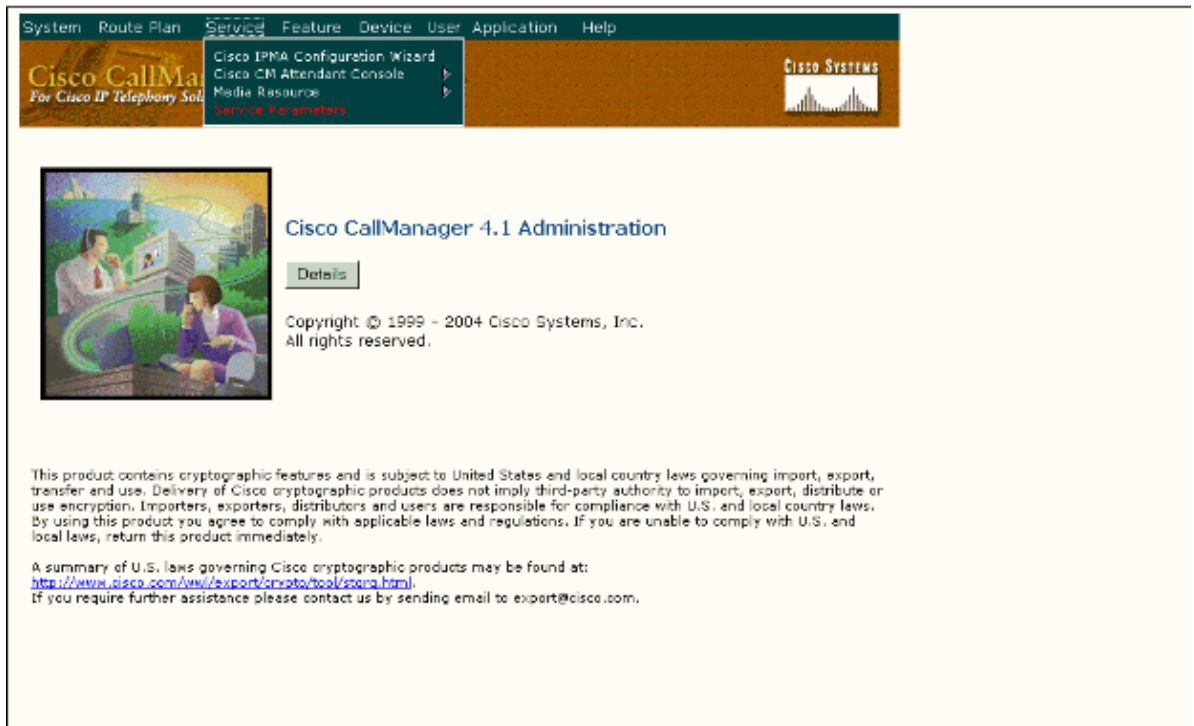 System Route Plan Service Feature Device User Application Help
Cisco IPMA Configuration Wizard
Cisco CM Attendant Console
Media Resource
Service Parameters
Cisco CallMa
For Cisco IP Telephony Sol
CISCO SYSTEMS
Cisco CallManager 4.1 Administration
Details
Copyright © 1999 - 2004 Cisco Systems, Inc.
All rights reserved.
This product contains cryptographic features and is subject to United States and local country laws governing import, export,
transfer and use. Delivery of Cisco cryptographic products does not imply third-party authority to import, export, distribute or
use encryption. Importers, exporters, distributors and users are responsible for compliance with U.S. and local country laws.
By using this product you agree to comply with applicable laws and regulations. If you are unable to comply with U.S. and
local laws, return this product immediately.
A summary of U.S. laws governing Cisco cryptographic products may be found at:
http://www.cisco.com/wwl/export/crypto/tool/stqrg.html.
If you require further assistance please contact us by sending email to export@cisco.com.